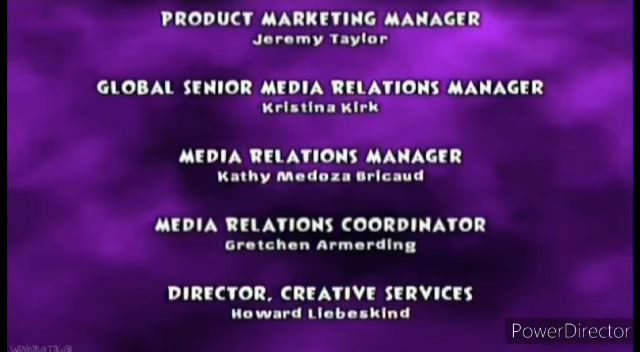 PRODUCT MARKETING MANAGER
Jeremy Taylor
GLOBAL SENIOR MEDIA RELATIONS MANAGER
Kristina Kirk
MEDIA RELATIONS MANAGER
Kathy Medoza Bricaud
MEDIA RELATIONS COORDINATOR
Gretchen Armerding
DIRECTOR, CREATIVE SERVICES
Howard Liebeskind
PowerDirector